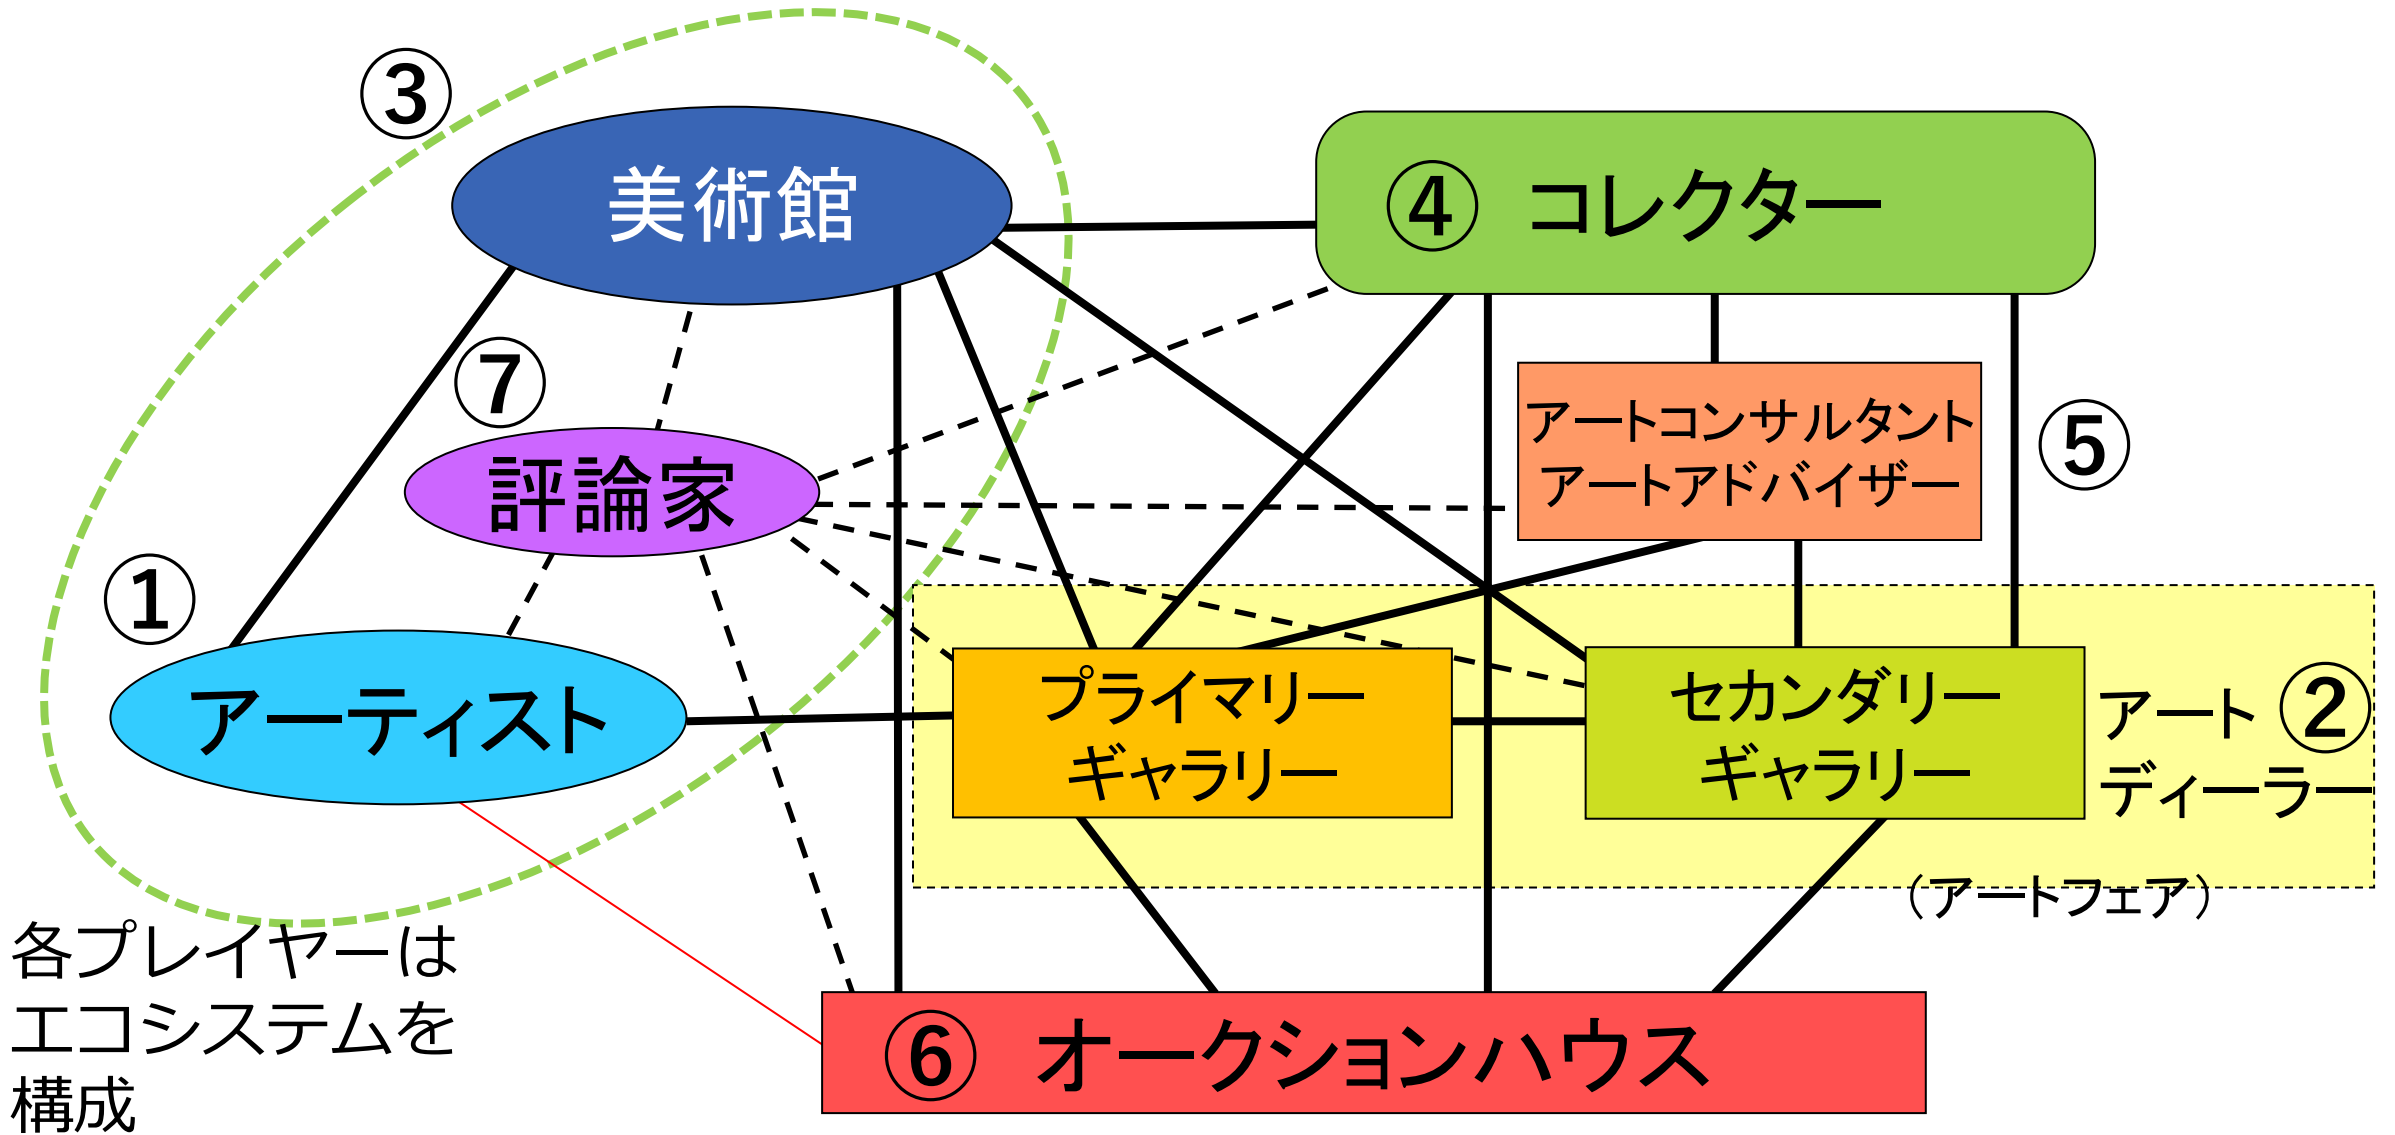 ③
美術館
④ コレクター
⑦
評論家
アートコンサルタント
アートアドバイザー
⑤
①
アーティスト
プライマリー
ギャラリー
セカンダリー
ギャラリー
アート
ディーラー
②
（アートフェア）
各プレイヤーは
エコシステムを
構成
⑥ オークションハウス